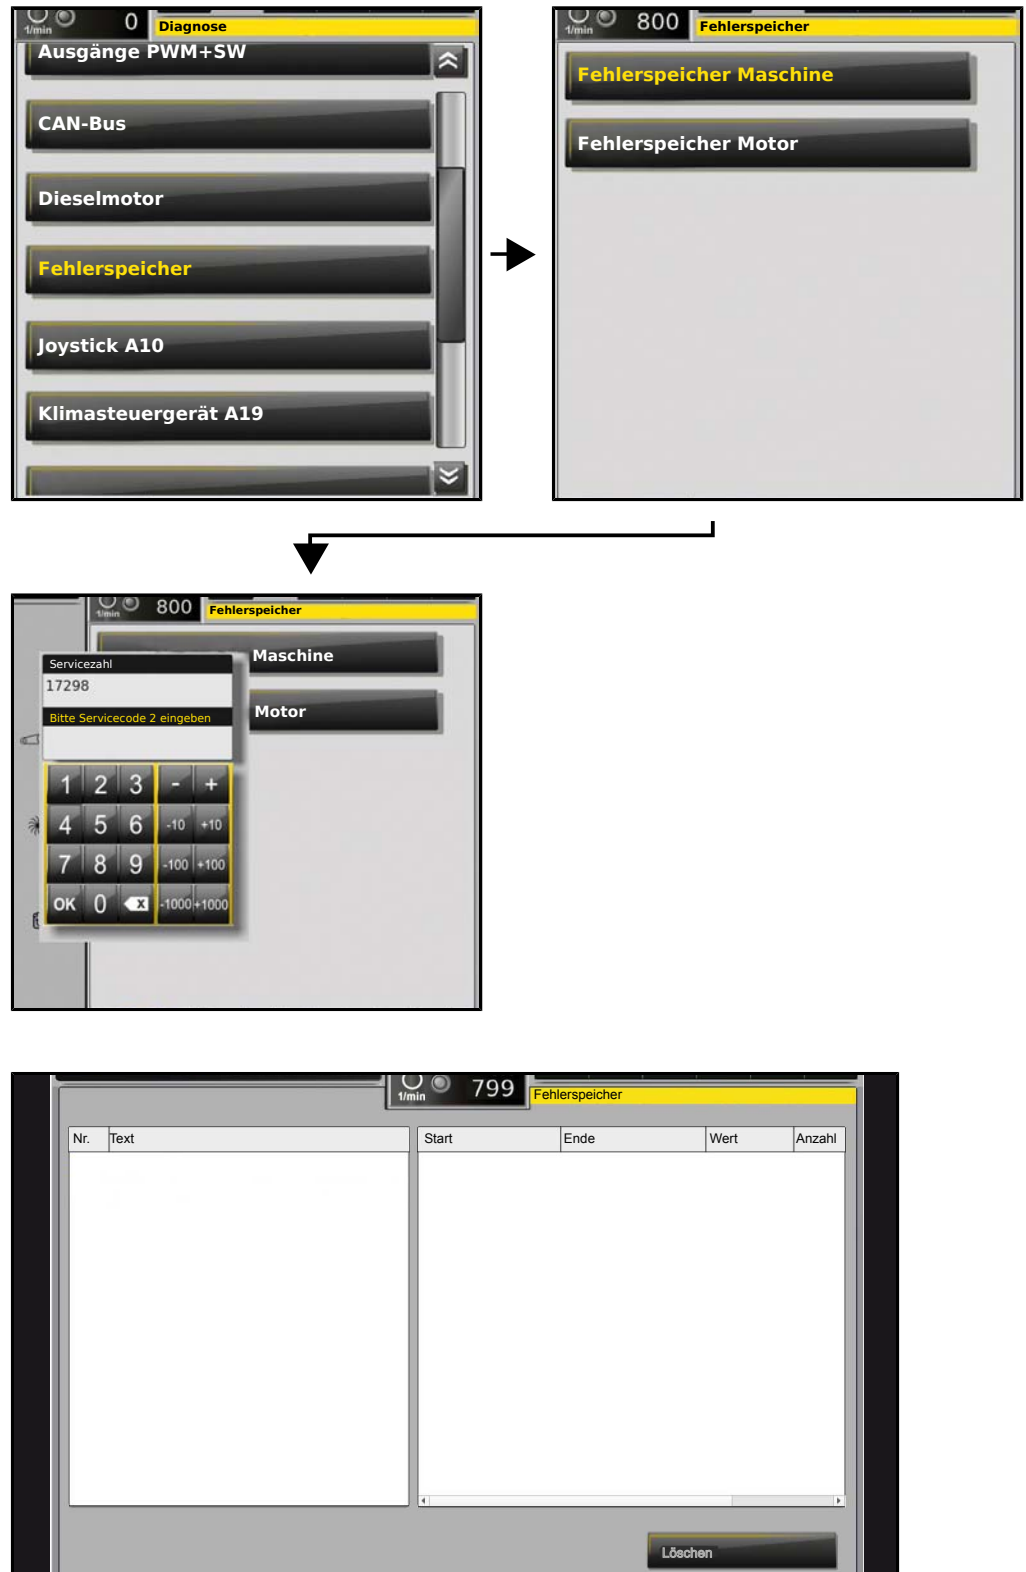 1/min
0
Diagnose
Ausgänge PWM+SW
CAN-Bus
Dieselmotor
Fehlerspeicher
Joystick A10
Klimasteuergerät A19
1/min
800
Fehlerspeicher
Fehlerspeicher Maschine
Fehlerspeicher Motor
1/min
800
Fehlerspeicher
Maschine
Motor
Servicezahl
17298
Bitte Servicecode 2 eingeben
1 2 3 - +
4 5 6 -10 +10
7 8 9 -100 +100
OK 0 X -1000 +1000
1/min
799
Fehlerspeicher
Nr. Text Start Ende Wert Anzahl
Löschen